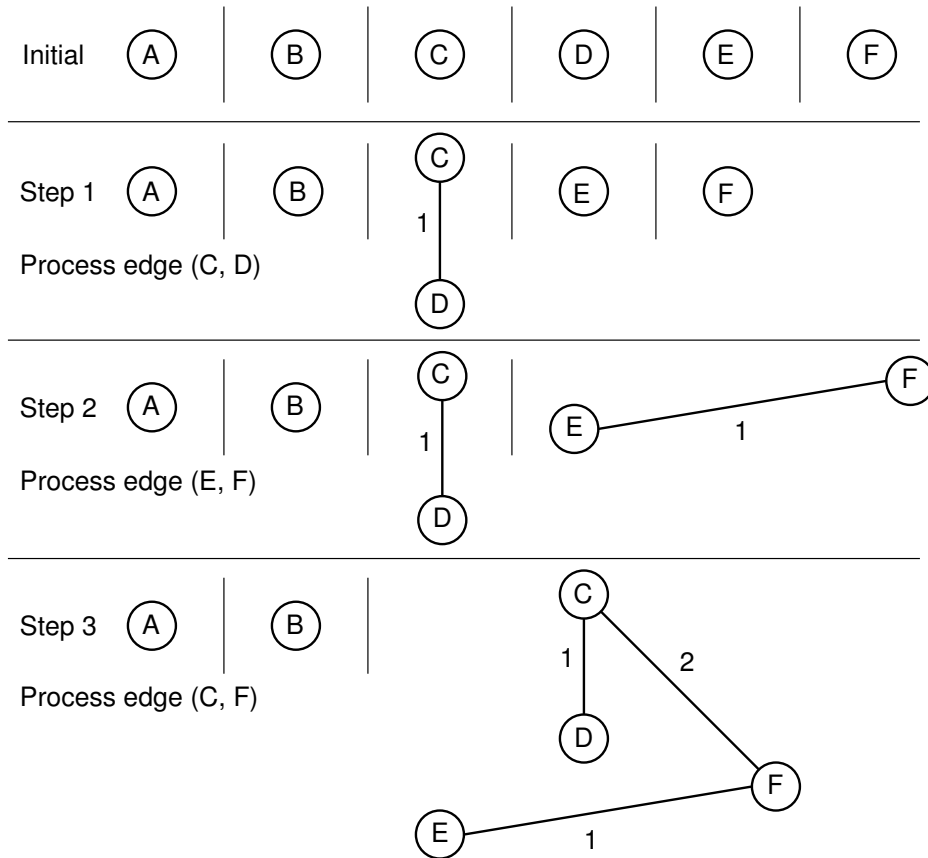 Initial A B C D E F
C
Step 1 A B E F
1
Process edge (C, D)
D
C F
Step 2 A B E
1 1
Process edge (E, F)
D
C
Step 3 A B
1 2
Process edge (C, F)
D
F
E
1